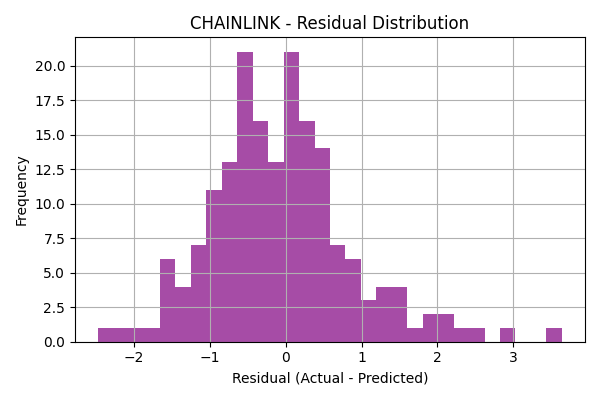 CHAINLINK - Residual Distribution
Frequency
20.0
17.5
15.0
12.5
10.0
7.5
5.0
2.5
0.0
−2 −1 0 1 2 3
Residual (Actual - Predicted)